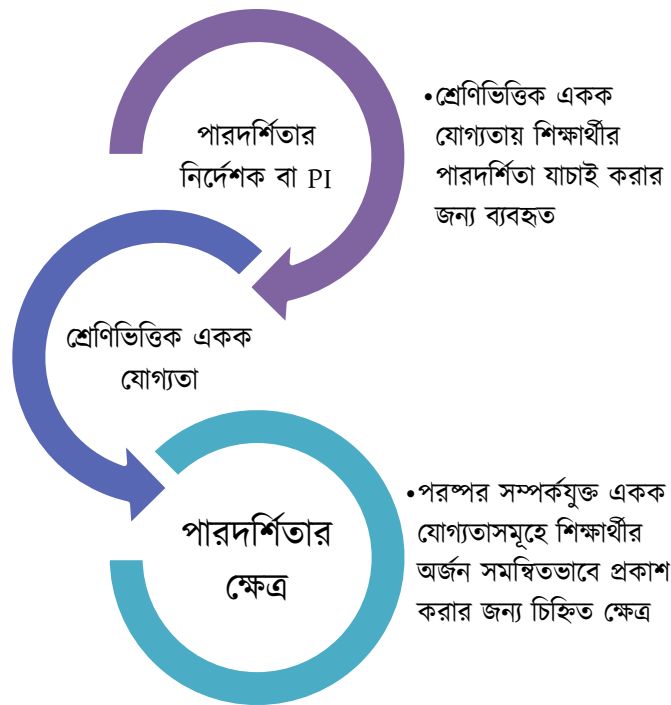 পারদর্শিতার
নির্দেশক বা PI
•শ্রেণিভিত্তিক একক
যোগ্যতায় শিক্ষার্থীর
পারদর্শিতা যাচাই করার
জন্য ব্যবহৃত
শ্রেণিভিত্তিক একক
যোগ্যতা
পারদর্শিতার
ক্ষেত্র
•পরষ্পর সম্পর্কযুক্ত একক
যোগ্যতাসমূহে শিক্ষার্থীর
অর্জন সমন্বিতভাবে প্রকাশ
করার জন্য চিহ্নিত ক্ষেত্র